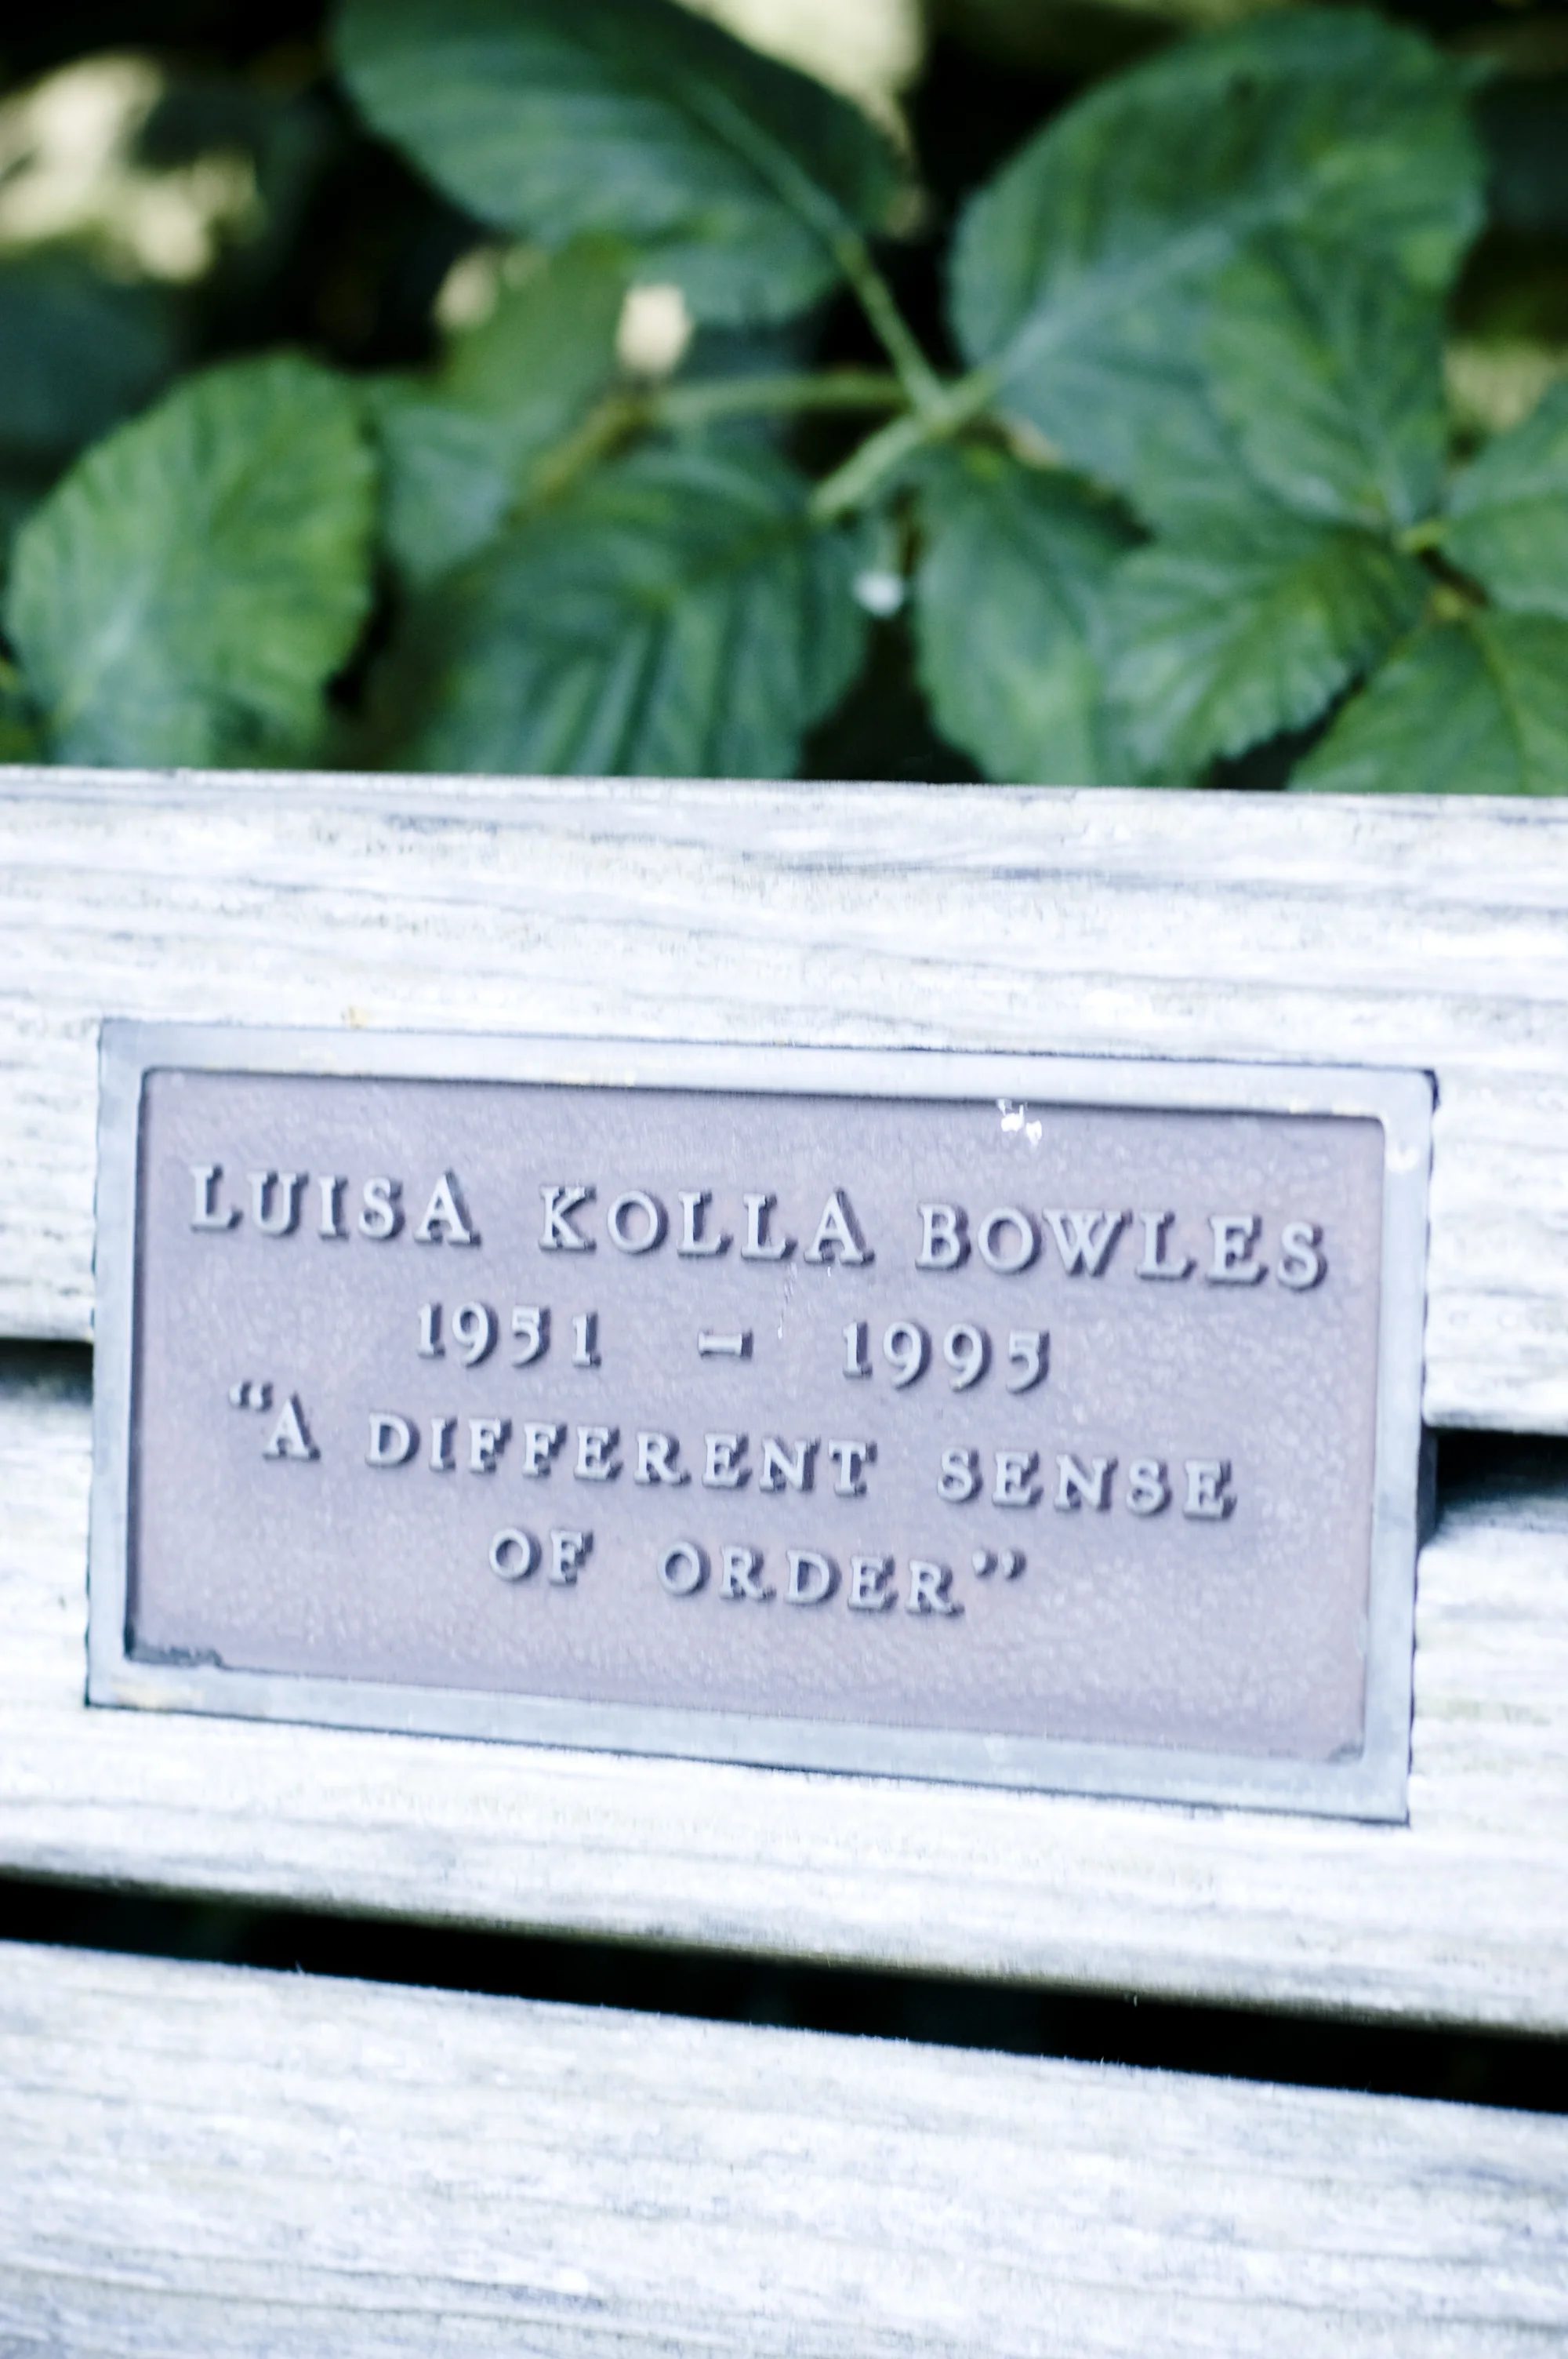 LUISA KOLLA BOWLES
1951 – 1995
“A DIFFERENT SENSE
OF ORDER”